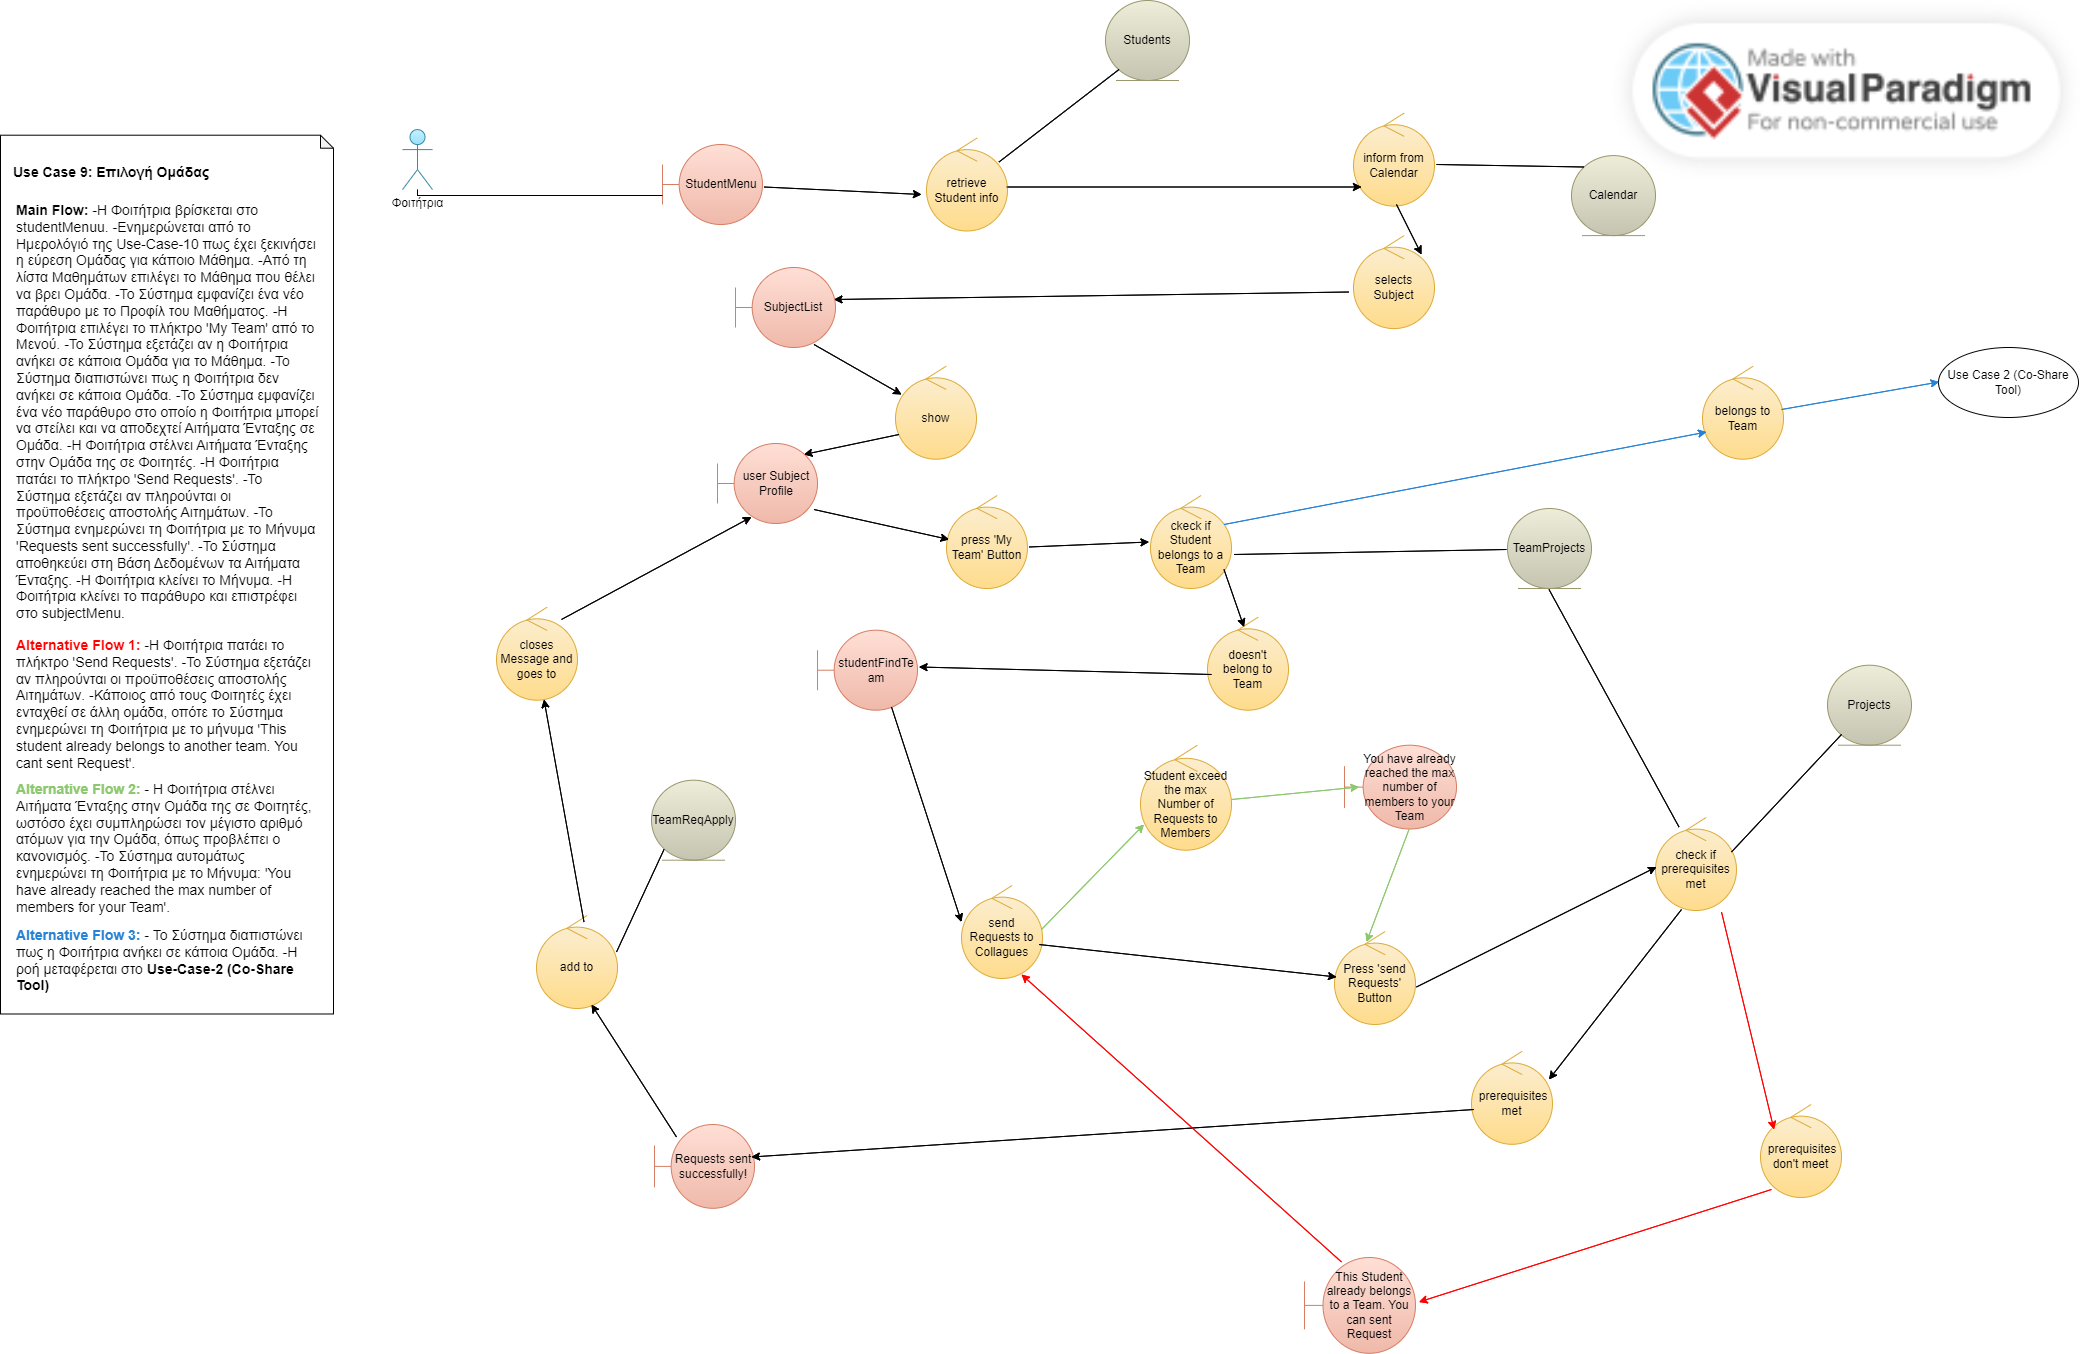 Use Case 9: Επιλογή Ομάδας
Main Flow: -Η Φοιτήτρια βρίσκεται στο
studentMenuu. -Ενημερώνεται από το
Ημερολόγιό της Use-Case-10 πως έχει ξεκινήσει
η εύρεση Ομάδας για κάποιο Μάθημα. -Από τη
λίστα Μαθημάτων επιλέγει το Μάθημα που θέλει
να βρει Ομάδα. -Το Σύστημα εμφανίζει ένα νέο
παράθυρο με το Προφίλ του Μαθήματος. -Η
Φοιτήτρια επιλέγει το πλήκτρο 'My Team' από το
Μενού. -Το Σύστημα εξετάζει αν η Φοιτήτρια
ανήκει σε κάποια Ομάδα για το Μάθημα. -Το
Σύστημα διαπιστώνει πως η Φοιτήτρια δεν
ανήκει σε κάποια Ομάδα. -Το Σύστημα εμφανίζει
ένα νέο παράθυρο στο οποίο η Φοιτήτρια μπορεί
να στείλει και να αποδεχτεί Αιτήματα Ένταξης σε
Ομάδα. -Η Φοιτήτρια στέλνει Αιτήματα Ένταξης
στην Ομάδα της σε Φοιτητές. -Η Φοιτήτρια
πατάει το πλήκτρο 'Send Requests'. -Το
Σύστημα εξετάζει αν πληρούνται οι
προϋποθέσεις αποστολής Αιτημάτων. -Το
Σύστημα ενημερώνει τη Φοιτήτρια με το Μήνυμα
'Requests sent successfully'. -Το Σύστημα
αποθηκεύει στη Βάση Δεδομένων τα Αιτήματα
Ένταξης. -Η Φοιτήτρια κλείνει το Μήνυμα. -Η
Φοιτήτρια κλείνει το παράθυρο και επιστρέφει
στο subjectMenu.
Alternative Flow 1: -Η Φοιτήτρια πατάει το
πλήκτρο 'Send Requests'. -Το Σύστημα εξετάζει
αν πληρούνται οι προϋποθέσεις αποστολής
Αιτημάτων. -Κάποιος από τους Φοιτητές έχει
ενταχθεί σε άλλη ομάδα, οπότε το Σύστημα
ενημερώνει τη Φοιτήτρια με το μήνυμα 'This
student already belongs to another team. You
cant sent Request'.
Alternative Flow 2: - Η Φοιτήτρια στέλνει
Αιτήματα Ένταξης στην Ομάδα της σε Φοιτητές,
ωστόσο έχει συμπληρώσει τον μέγιστο αριθμό
ατόμων για την Ομάδα, όπως προβλέπει ο
κανονισμός. -Το Σύστημα αυτομάτως
ενημερώνει τη Φοιτήτρια με το Μήνυμα: 'You
have already reached the max number of
members for your Team'.
Alternative Flow 3: - Το Σύστημα διαπιστώνει
πως η Φοιτήτρια ανήκει σε κάποια Ομάδα. -Η
ροή μεταφέρεται στο Use-Case-2 (Co-Share
Tool)
Φοιτήτρια
StudentMenu
retrieve
Student info
Students
inform from
Calendar
Calendar
selects
Subject
SubjectList
show
user Subject
Profile
press 'My
Team' Button
ckeck if
Student
belongs to a
Team
belongs to
Team
Use Case 2 (Co-Share
Tool)
TeamProjects
doesn't
belong to
Team
studentFindTe
am
closes
Message and
goes to
Projects
TeamReqApply
Student exceed
the max
Number of
Requests to
Members
You have already
reached the max
number of
members to your
Team
check if
prerequisites
met
send
Requests to
Collagues
add to
Press 'send
Requests'
Button
prerequisites
met
prerequisites
don't meet
Requests sent
successfully!
This Student
already belongs
to a Team. You
can sent
Request
Made with
Visual Paradigm
For non-commercial use